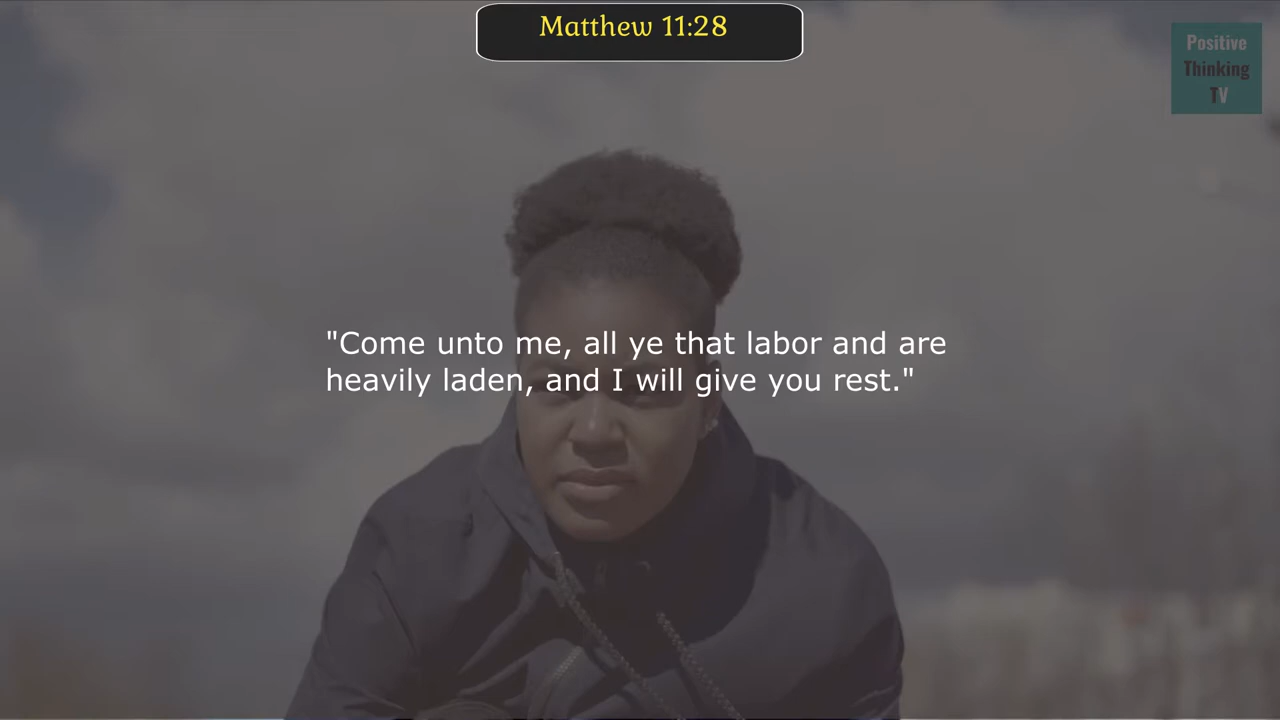 Matthew 11:28
Positive
Thinking
TV
"Come unto me, all ye that labor and are
heavily laden, and I will give you rest."